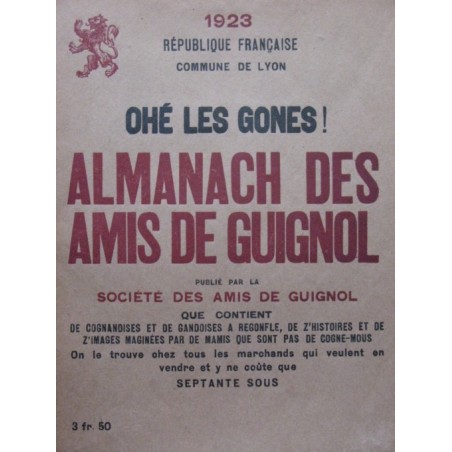 1923
RÉPUBLIQUE FRANÇAISE
COMMUNE DE LYON
OHÉ LES GONES!
ALMANACH DES
AMIS DE GUIGNOL
PUBLIÉ PAR LA
SOCIÉTÉ DES AMIS DE GUIGNOL
QUE CONTIENT
DE COGNANDISES ET DE GANDOISES A REGONFLE, DE Z'HISTOIRES ET DE
Z'IMAGES MAGINÉES PAR DE MAMIS QUE SONT PAS DE COGNE-MOUS
On le trouve chez tous les marchands qui veulent en
vendre et y ne coûte que
SEPTANTE SOUS
3 fr. 50